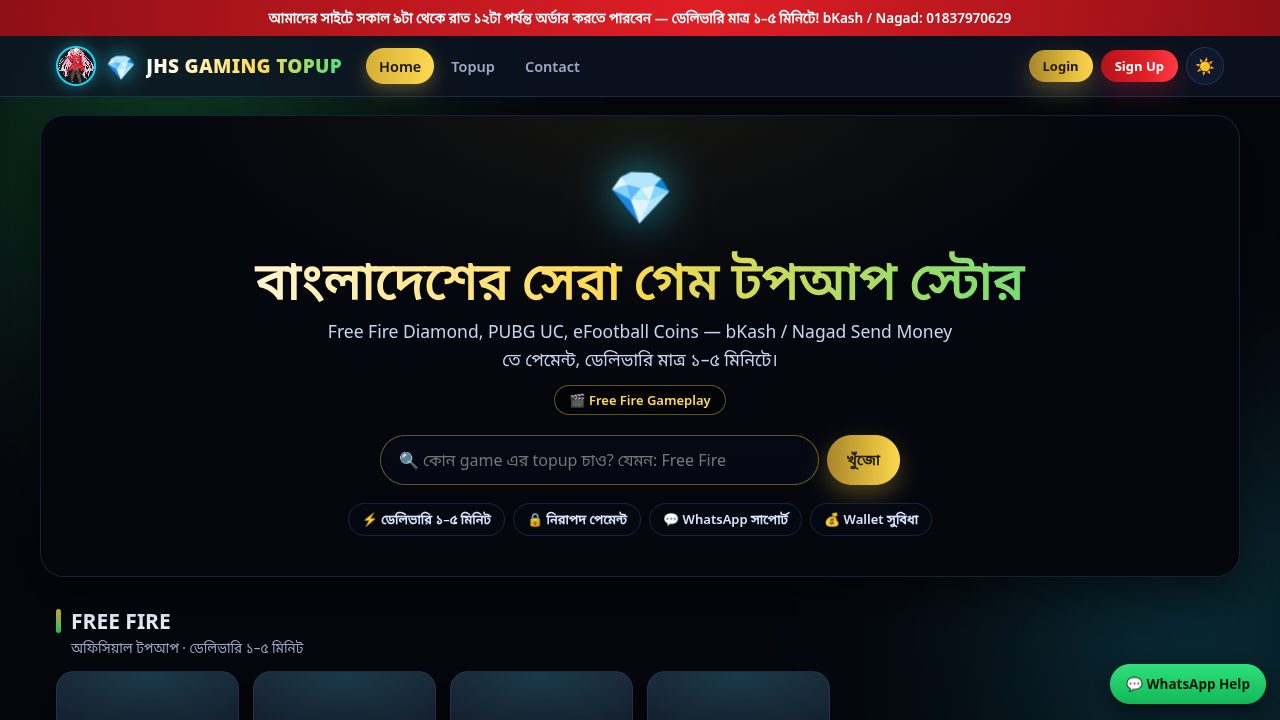 আমাদের সাইটে সকাল ৯টা থেকে রাত ১২টা পর্যন্ত অর্ডার করতে পারবেন — ডেলিভারি মাত্র ১–৫ মিনিটে! bKash / Nagad: 01837970629
💎 JHS GAMING TOPUP Home Topup Contact Login Sign Up ☀️
💎
বাংলাদেশের সেরা গেম টপআপ স্টোর
Free Fire Diamond, PUBG UC, eFootball Coins — bKash / Nagad Send Money
তে পেমেন্ট, ডেলিভারি মাত্র ১–৫ মিনিটে।
🎬 Free Fire Gameplay
🔍 কোন game এর topup চাও? যেমন: Free Fire খুঁজো
⚡ ডেলিভারি ১–৫ মিনিট 🔒 নিরাপদ পেমেন্ট 💬 WhatsApp সাপোর্ট 💰 Wallet সুবিধা
FREE FIRE
অফিসিয়াল টপআপ · ডেলিভারি ১–৫ মিনিট
💬 WhatsApp Help